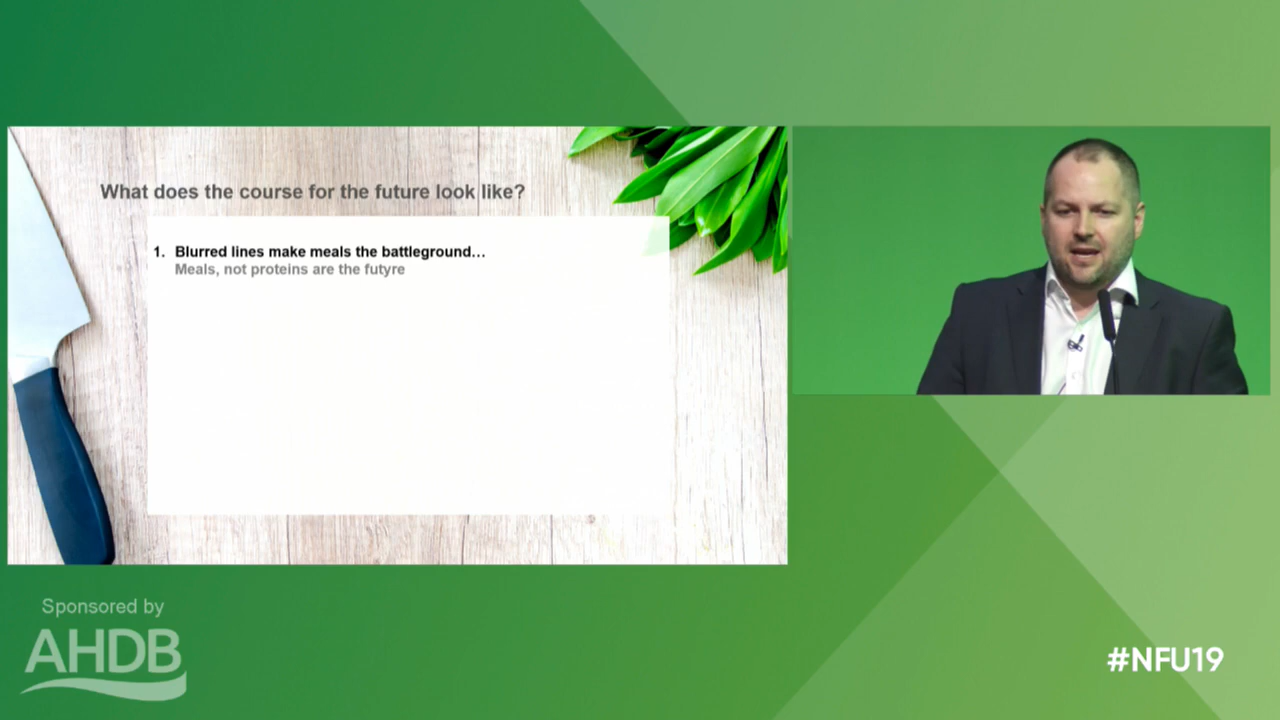 What does the course for the future look like?
1. Blurred lines make meals the battleground...
Meals, not proteins are the futyre
Sponsored by
AHDB
#NFU19